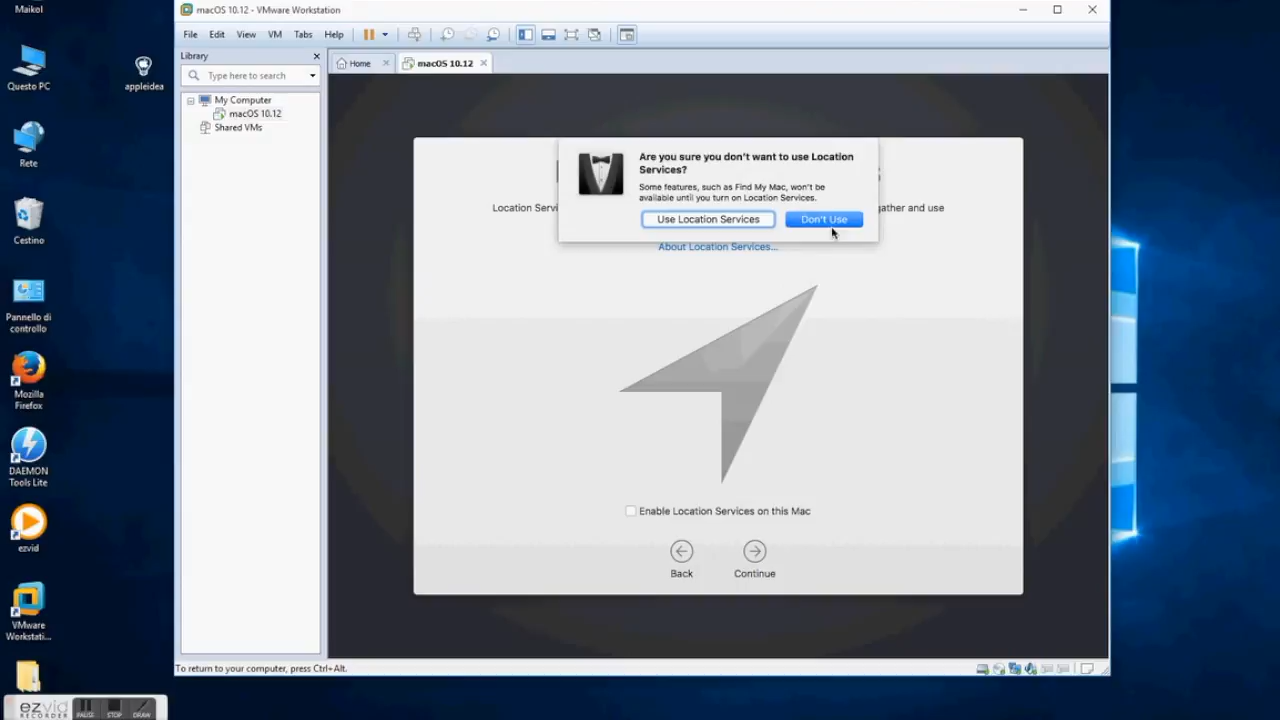 Maikol
Questo PC
appleidea
Rete
Cestino
Pannello di
controllo
Mozilla
Firefox
DAEMON
Tools Lite
ezvid
VMware
Workstati...
ezvid
RECORDER
PAUSE
STOP
DRAW
macOS 10.12 - VMware Workstation
File
Edit
View
VM
Tabs
Help
Library
Type here to search
My Computer
macOS 10.12
Shared VMs
Home
macOS 10.12
Are you sure you don't want to use Location
Services?
Some features, such as Find My Mac, won't be
available until you turn on Location Services.
Use Location Services
Don't Use
Location Servi
gather and use
About Location Services...
Enable Location Services on this Mac
Back
Continue
To return to your computer, press Ctrl+Alt.